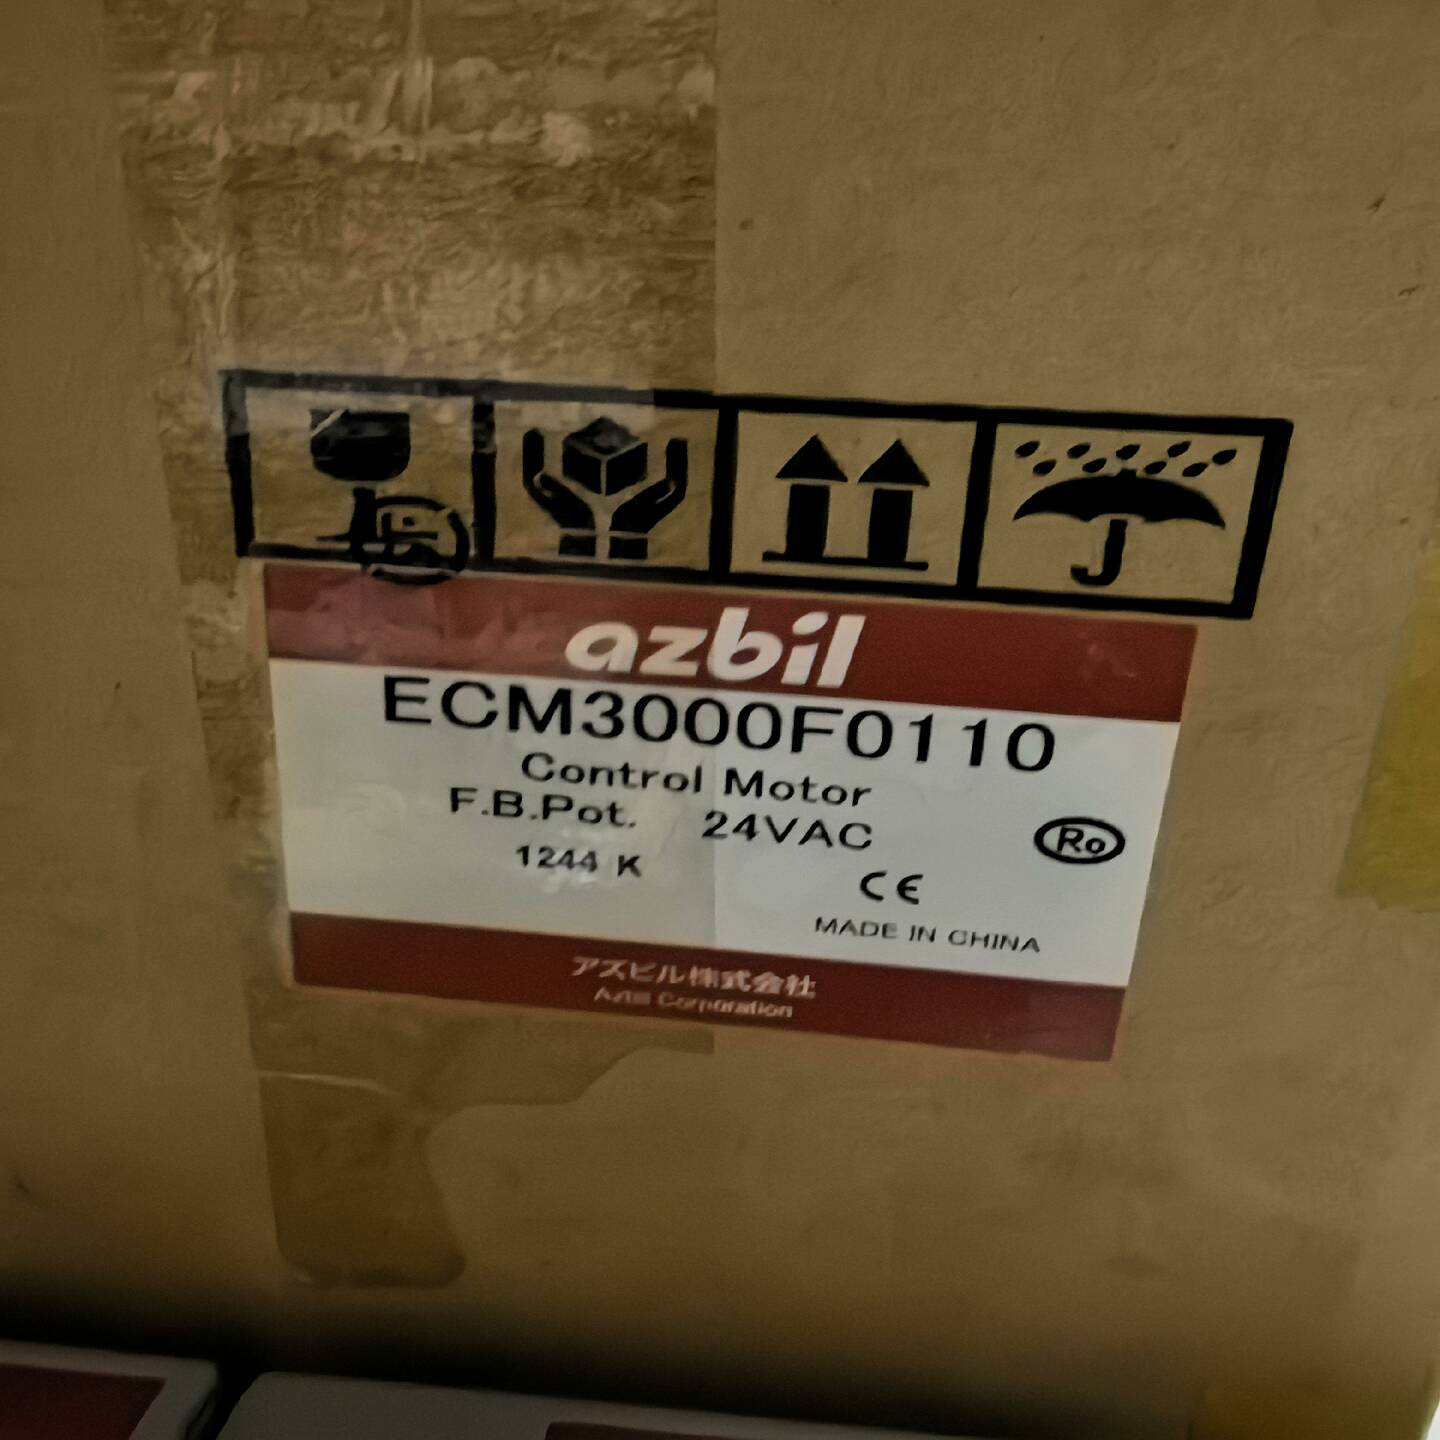 azbil
ECM3000F0110
Control Motor
F.B.Pot. 24VAC
Ro
1244 K
CE
MADE IN CHINA
アズビル株式会社
Azbil Corporation